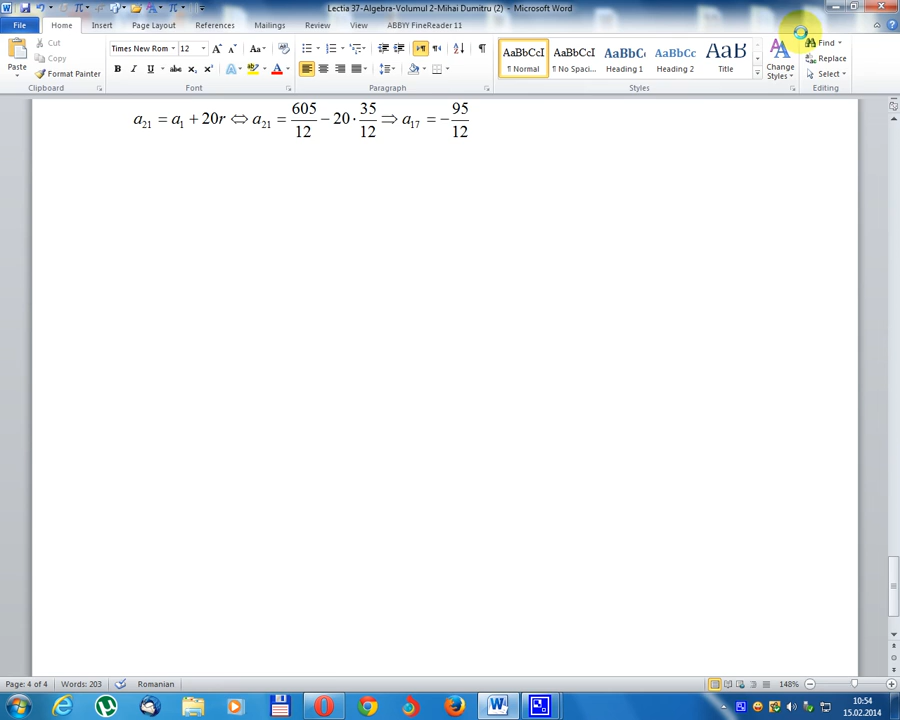 Lectia 37-Algebra-Volumul 2-Mihai Dumitru (2) - Microsoft Word
File Home Insert Page Layout References Mailings Review View ABBYY FineReader 11
Paste
Cut
Copy
Format Painter
Clipboard
Times New Rom 12
B I U abc x₂ x²
Font
Paragraph
AaBbCcI AaBbCcI AaBbC AaBbCc AaB
¶ Normal ¶ No Spaci... Heading 1 Heading 2 Title
Styles
Change Styles
Find
Replace
Select
Editing
a₂₁ = a₁ + 20r ⇔ a₂₁ = 605/12 − 20 · 35/12 ⇒ a₁₇ = − 95/12
Page: 4 of 4 Words: 203 Romanian 148%
10:54
15.02.2014